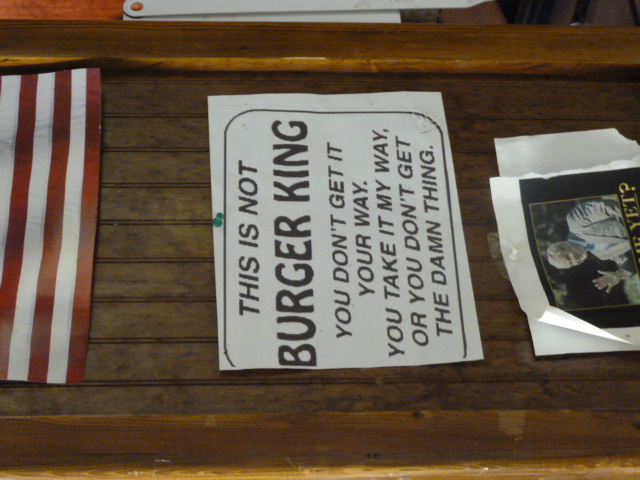 THIS IS NOT
BURGER KING
YOU DON'T GET IT
YOUR WAY.
YOU TAKE IT MY WAY,
OR YOU DON'T GET
THE DAMN THING.
YET?